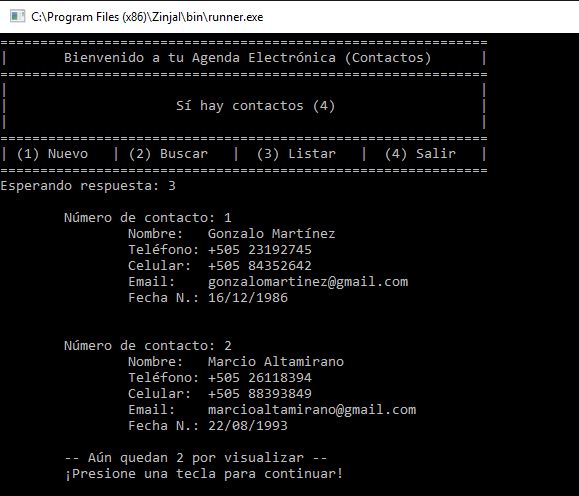 C:\Program Files (x86)\Zinjal\bin\runner.exe
=============================================================
|       Bienvenido a tu Agenda Electrónica (Contactos)      |
=============================================================
|                                                           |
|                     Sí hay contactos (4)                  |
|                                                           |
=============================================================
| (1) Nuevo   | (2) Buscar   |  (3) Listar   |  (4) Salir   |
=============================================================
Esperando respuesta: 3
Número de contacto: 1
Nombre:   Gonzalo Martínez
Teléfono: +505 23192745
Celular:  +505 84352642
Email:    gonzalomartinez@gmail.com
Fecha N.: 16/12/1986
Número de contacto: 2
Nombre:   Marcio Altamirano
Teléfono: +505 26118394
Celular:  +505 88393849
Email:    marcioaltamirano@gmail.com
Fecha N.: 22/08/1993
-- Aún quedan 2 por visualizar --
¡Presione una tecla para continuar!